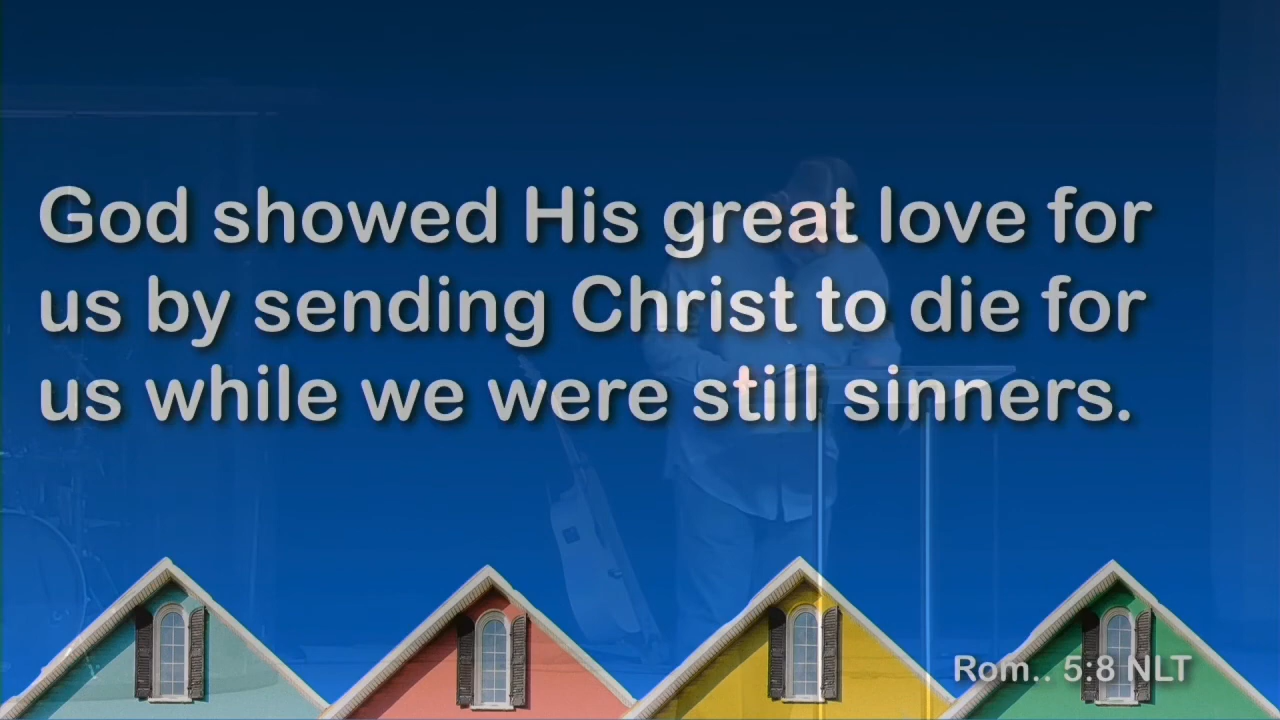 God showed His great love for
us by sending Christ to die for
us while we were still sinners.
Rom.. 5:8 NLT